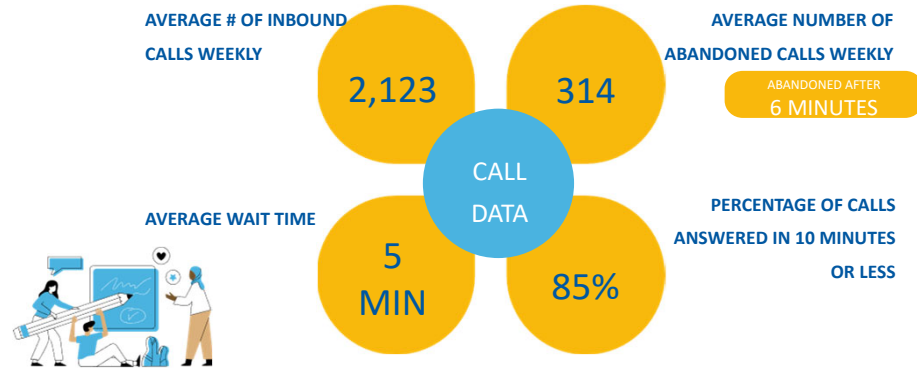 AVERAGE # OF INBOUND
CALLS WEEKLY
2,123
314
AVERAGE NUMBER OF
ABANDONED CALLS WEEKLY
ABANDONED AFTER
6 MINUTES
CALL
DATA
AVERAGE WAIT TIME
5
MIN
85%
PERCENTAGE OF CALLS
ANSWERED IN 10 MINUTES
OR LESS